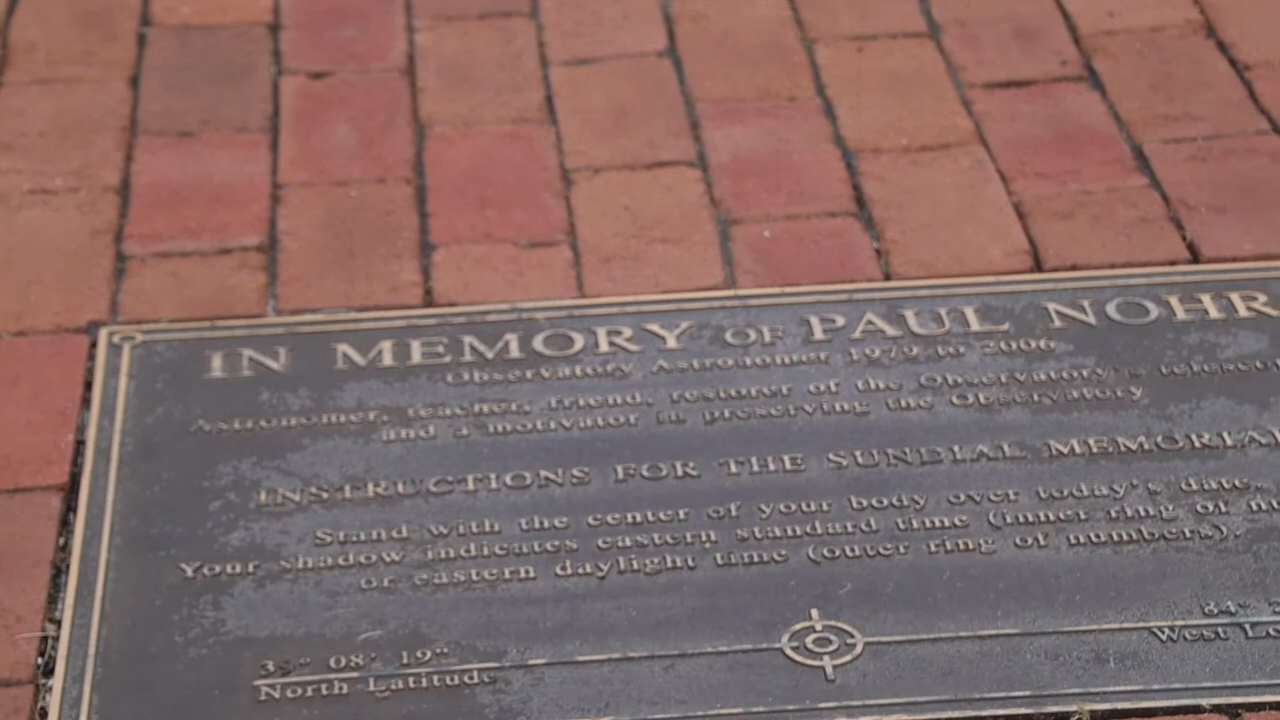 IN MEMORY OF PAUL NOHR
Observatory Astronomer 1979 to 2006
Astronomer, teacher, friend, restorer of the Observatory's
and a motivator in preserving the Observatory
INSTRUCTIONS FOR THE SUNDIAL MEMORIAL
Stand with the center of your body over today's date.
Your shadow indicates eastern standard time (inner ring of
or eastern daylight time (outer ring of numbers).
08' 19"
North Latitude
84°
West